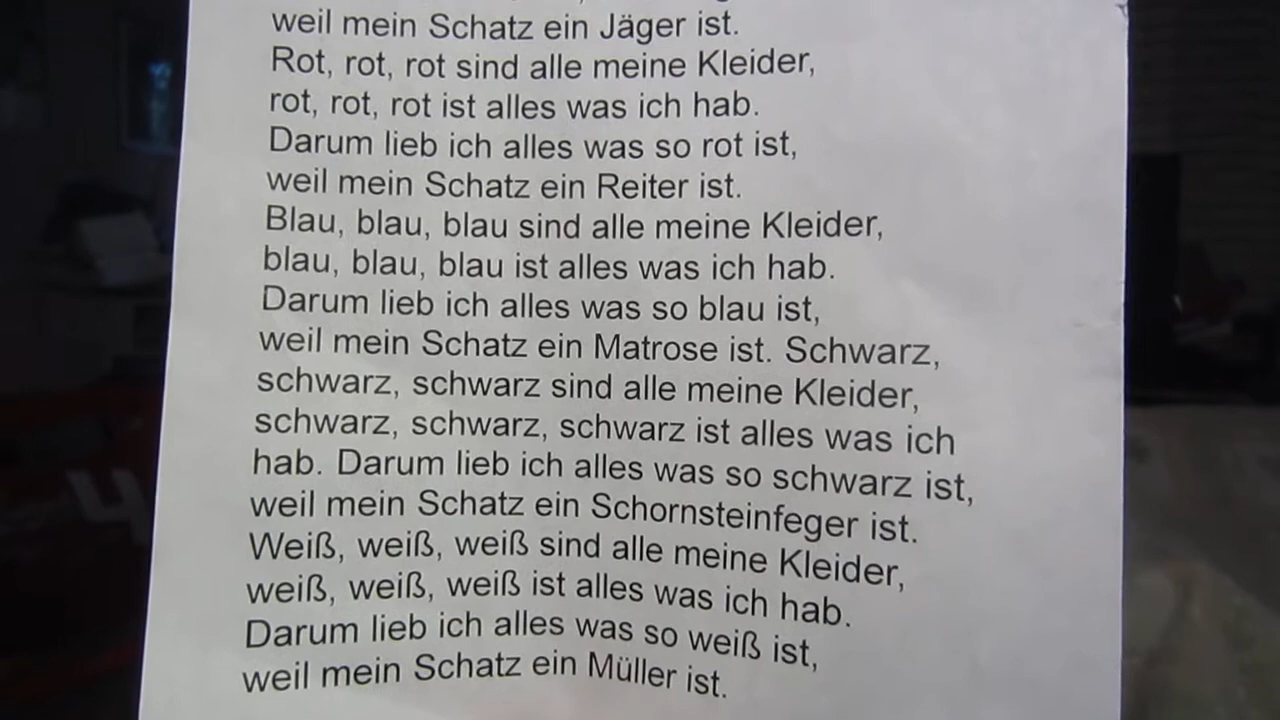 weil mein Schatz ein Jäger ist.
Rot, rot, rot sind alle meine Kleider,
rot, rot, rot ist alles was ich hab.
Darum lieb ich alles was so rot ist,
weil mein Schatz ein Reiter ist.
Blau, blau, blau sind alle meine Kleider,
blau, blau, blau ist alles was ich hab.
Darum lieb ich alles was so blau ist,
weil mein Schatz ein Matrose ist. Schwarz,
schwarz, schwarz sind alle meine Kleider,
schwarz, schwarz, schwarz ist alles was ich
hab. Darum lieb ich alles was so schwarz ist,
weil mein Schatz ein Schornsteinfeger ist.
Weiß, weiß, weiß sind alle meine Kleider,
weiß, weiß, weiß ist alles was ich hab.
Darum lieb ich alles was so weiß ist,
weil mein Schatz ein Müller ist.